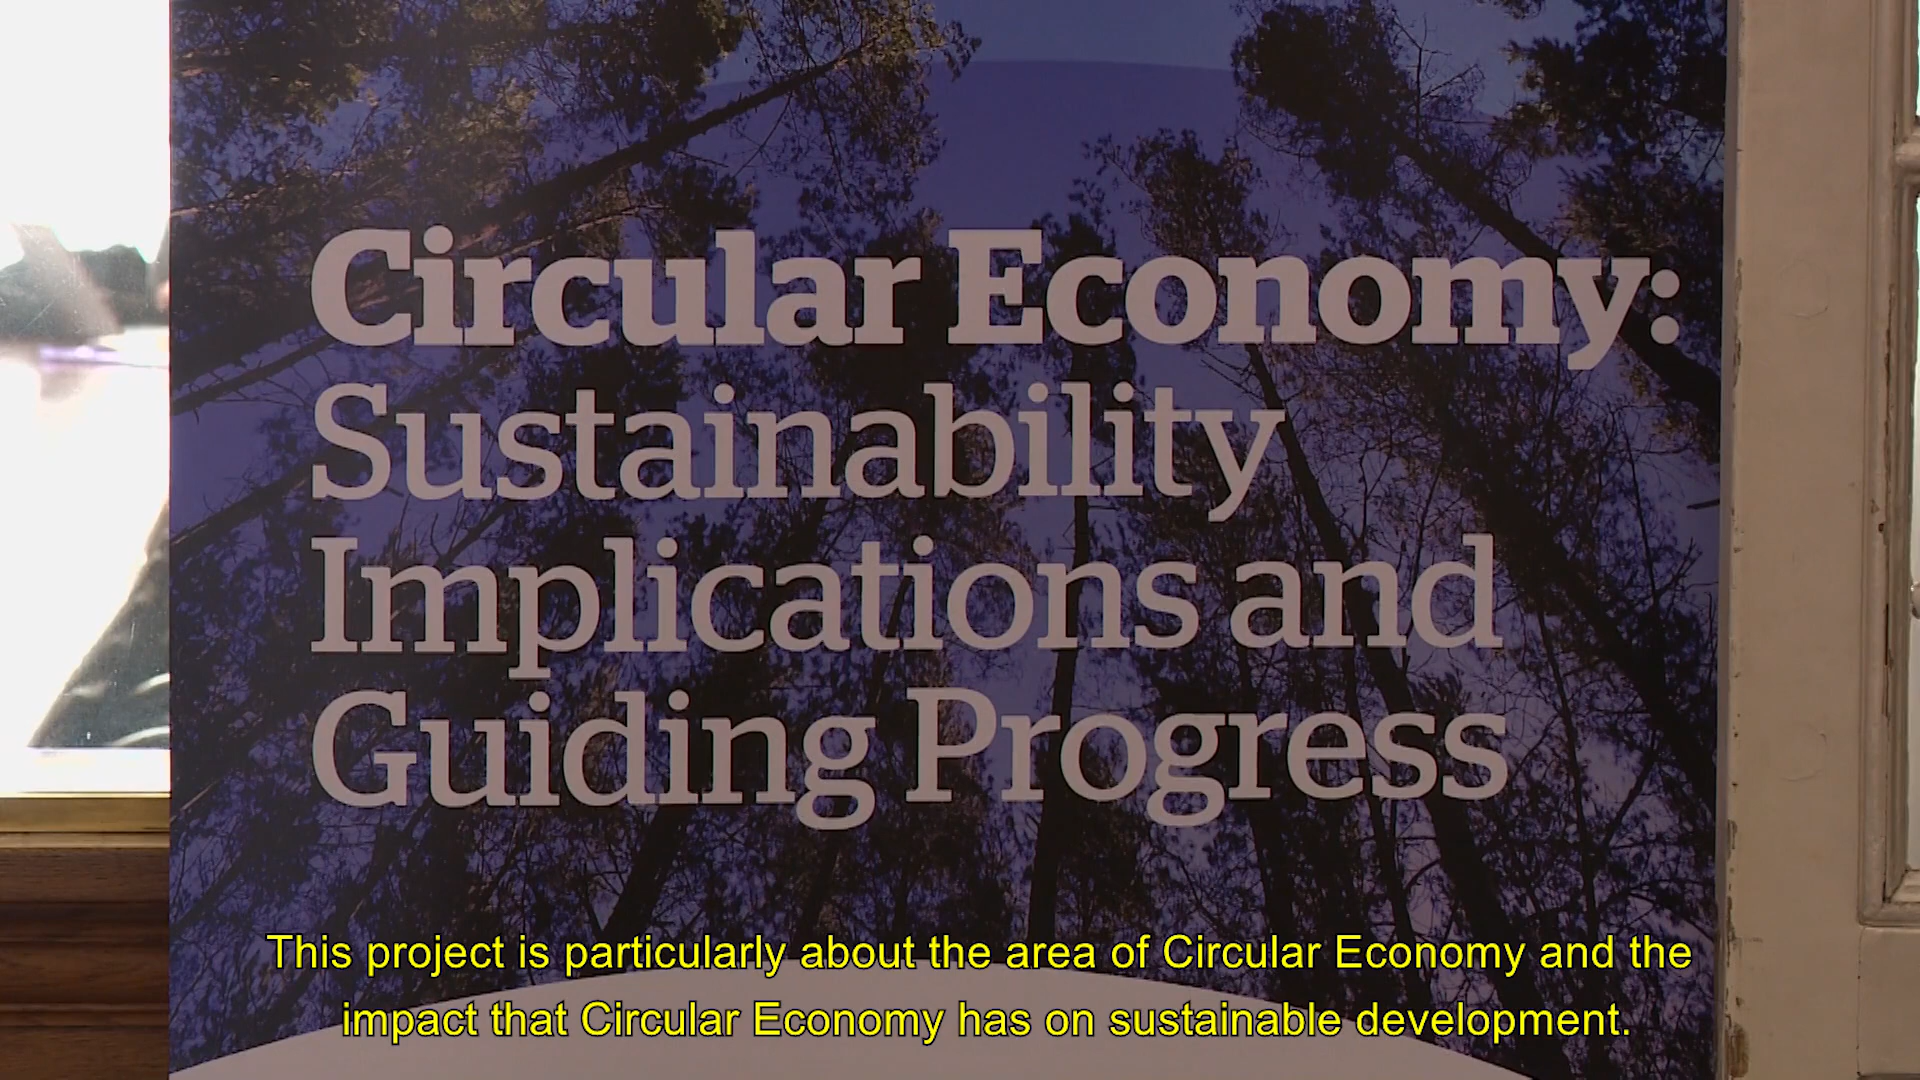 Circular Economy:
Sustainability
Implications and
Guiding Progress
This project is particularly about the area of Circular Economy and the
impact that Circular Economy has on sustainable development.